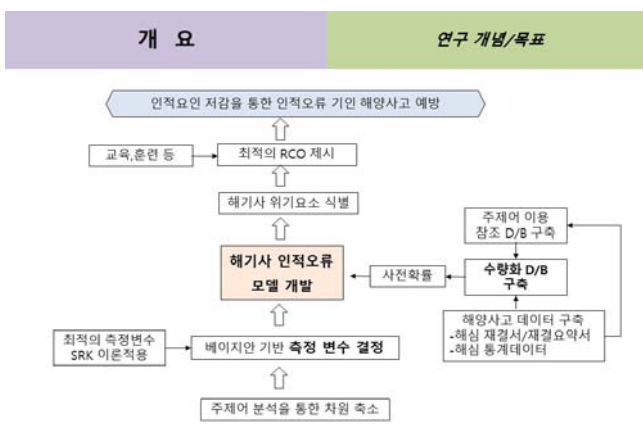 개 요
연구 개념/목표
인적요인 저감을 통한 인적오류 기인 해양사고 예방
교육,훈련 등
최적의 RCO 제시
해기사 위기요소 식별
주제어 이용
참조 D/B 구축
해기사 인적오류
모델 개발
사전확률
수량화 D/B
구축
해양사고 데이터 구축
-해심 재결서/재결요약서
-해심 통계데이터
최적의 측정변수
SRK 이론적용
베이지안 기반 측정 변수 결정
주제어 분석을 통한 차원 축소